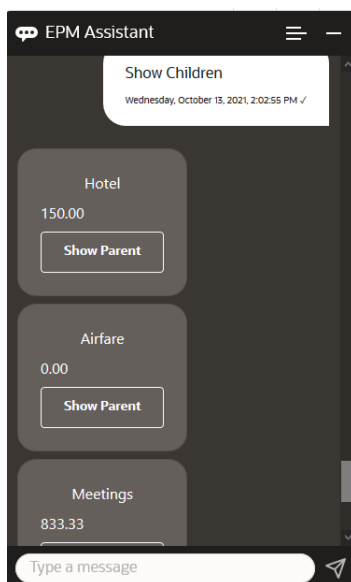 EPM Assistant
Show Children
Wednesday, October 13, 2021, 2:02:55 PM ✓
Hotel
150.00
Show Parent
Airfare
0.00
Show Parent
Meetings
833.33
Type a message